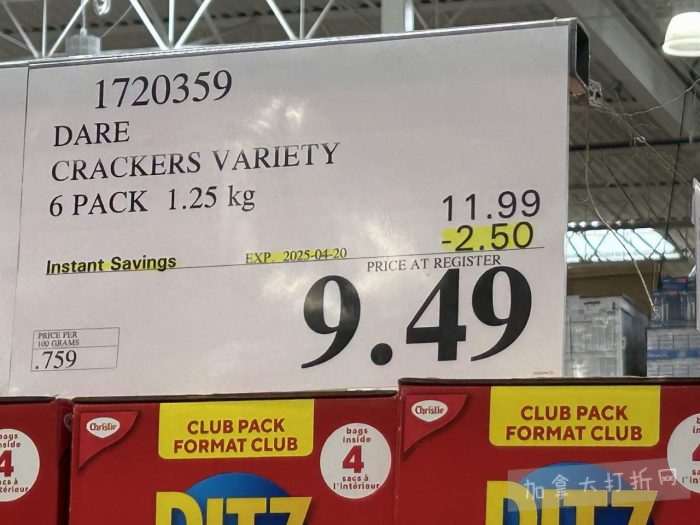 1720359
DARE
CRACKERS VARIETY
6 PACK 1.25 kg
11.99
-2.50
Instant Savings EXP. 2025-04-20
PRICE AT REGISTER
9.49
PRICE PER
100 GRAMS
.759
bags
inside
4
sacs à
l'intérieur
Christie
CLUB PACK
FORMAT CLUB
bags
inside
4
sacs à
l'intérieur
RITZ
Christie
CLUB PACK
FORMAT CLUB
4
RITZ
加拿大打折网